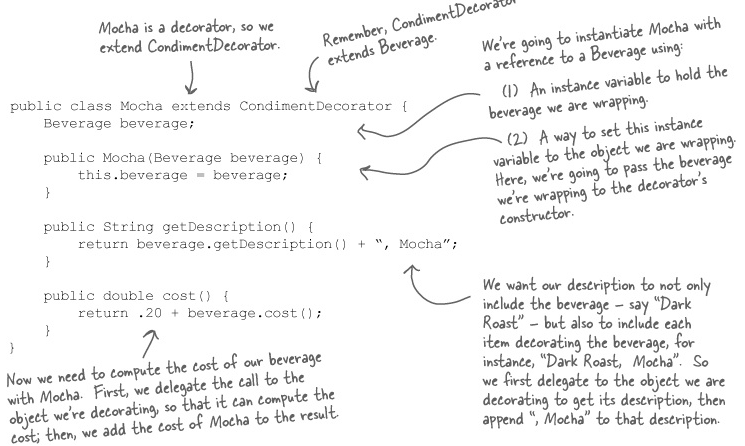 Mocha is a decorator, so we
extend CondimentDecorator.
Remember, CondimentDecorator
extends Beverage.
We're going to instantiate Mocha with
a reference to a Beverage using:
(1) An instance variable to hold the
beverage we are wrapping.
(2) A way to set this instance
variable to the object we are wrapping.
Here, we're going to pass the beverage
we're wrapping to the decorator's
constructor.
public class Mocha extends CondimentDecorator {
Beverage beverage;
public Mocha(Beverage beverage) {
this.beverage = beverage;
}
public String getDescription() {
return beverage.getDescription() + “, Mocha”;
}
public double cost() {
return .20 + beverage.cost();
}
}
We want our description to not only
include the beverage – say “Dark
Roast” – but also to include each
item decorating the beverage, for
instance, “Dark Roast, Mocha”. So
we first delegate to the object we are
decorating to get its description, then
append “, Mocha” to that description.
Now we need to compute the cost of our beverage
with Mocha. First, we delegate the call to the
object we're decorating, so that it can compute the
cost; then, we add the cost of Mocha to the result.